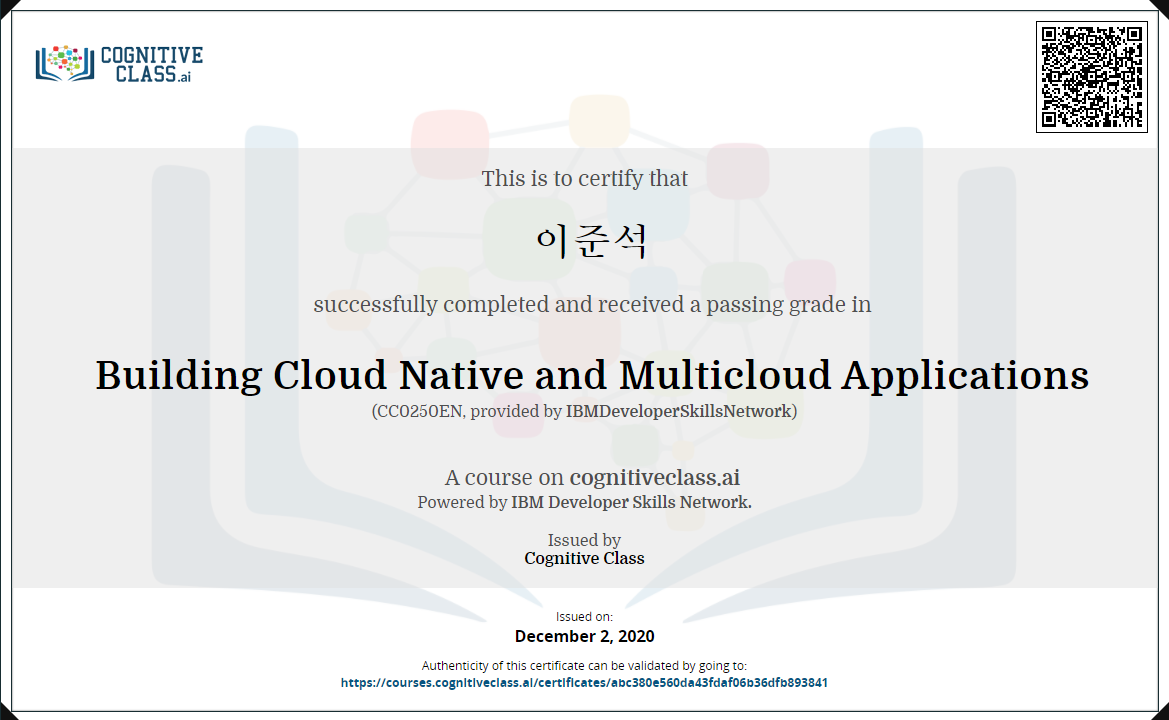 COGNITIVE
CLASS.ai
This is to certify that
이준석
successfully completed and received a passing grade in
Building Cloud Native and Multicloud Applications
(CC0250EN, provided by IBMDeveloperSkillsNetwork)
A course on cognitiveclass.ai
Powered by IBM Developer Skills Network.
Issued by
Cognitive Class
Issued on:
December 2, 2020
Authenticity of this certificate can be validated by going to:
https://courses.cognitiveclass.ai/certificates/abc380e560da43fdaf06b36dfb893841